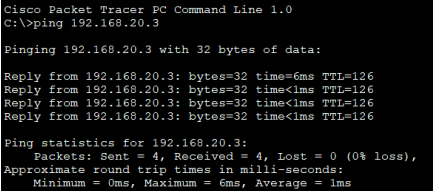 Cisco Packet Tracer PC Command Line 1.0
C:\>ping 192.168.20.3
Pinging 192.168.20.3 with 32 bytes of data:
Reply from 192.168.20.3: bytes=32 time=6ms TTL=126
Reply from 192.168.20.3: bytes=32 time<1ms TTL=126
Reply from 192.168.20.3: bytes=32 time<1ms TTL=126
Reply from 192.168.20.3: bytes=32 time<1ms TTL=126
Ping statistics for 192.168.20.3:
Packets: Sent = 4, Received = 4, Lost = 0 (0% loss),
Approximate round trip times in milli-seconds:
Minimum = 0ms, Maximum = 6ms, Average = 1ms